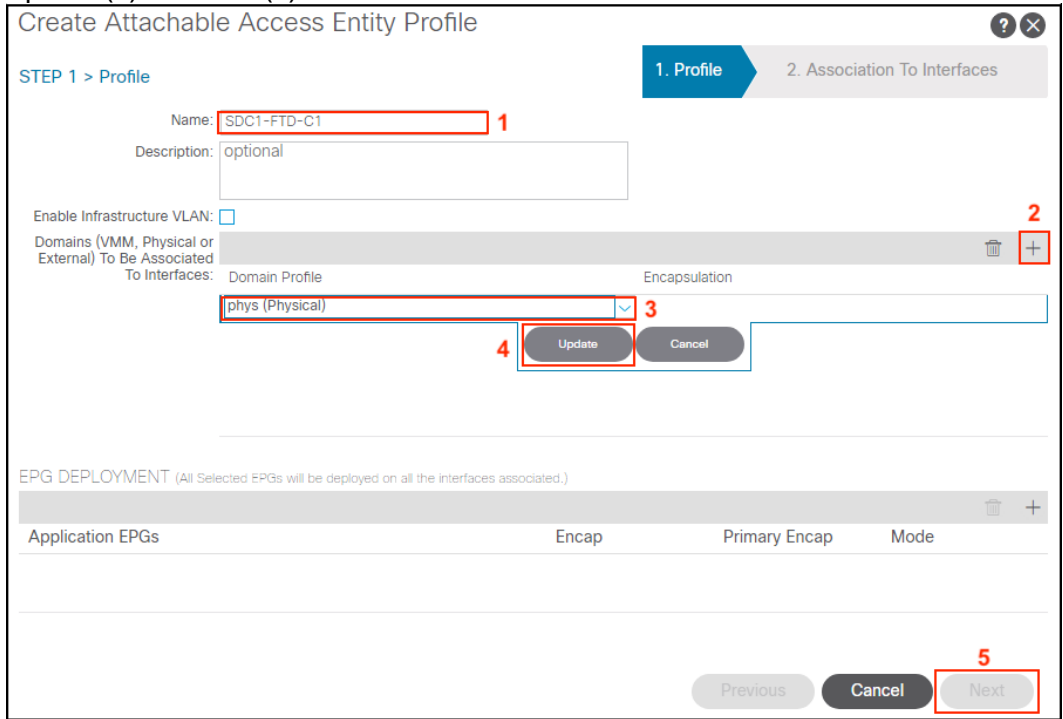 Create Attachable Access Entity Profile
? ×
STEP 1 > Profile
1. Profile
2. Association To Interfaces
Name: SDC1-FTD-C1 1
Description: optional
Enable Infrastructure VLAN:
2
Domains (VMM, Physical or
External) To Be Associated
To Interfaces:
+
Domain Profile Encapsulation
phys (Physical) 3
4 Update Cancel
EPG DEPLOYMENT (All Selected EPGs will be deployed on all the interfaces associated.)
+
Application EPGs Encap Primary Encap Mode
5
Previous Cancel Next